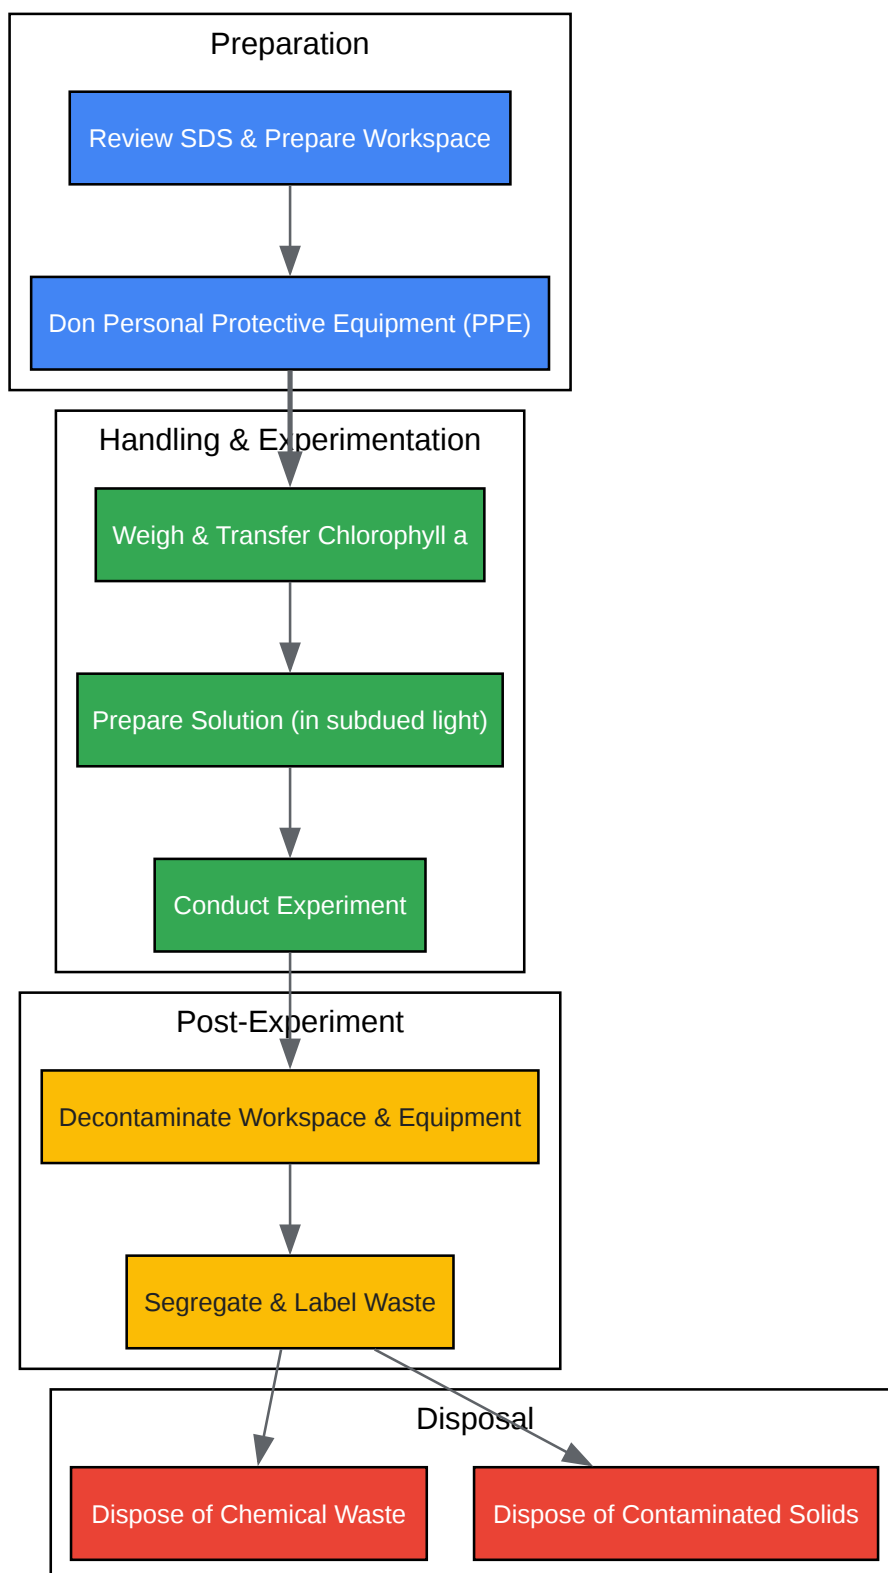 Preparation
Review SDS & Prepare Workspace
Don Personal Protective Equipment (PPE)
Handling & Experimentation
Weigh & Transfer Chlorophyll a
Prepare Solution (in subdued light)
Conduct Experiment
Post-Experiment
Decontaminate Workspace & Equipment
Segregate & Label Waste
Disposal
Dispose of Chemical Waste
Dispose of Contaminated Solids